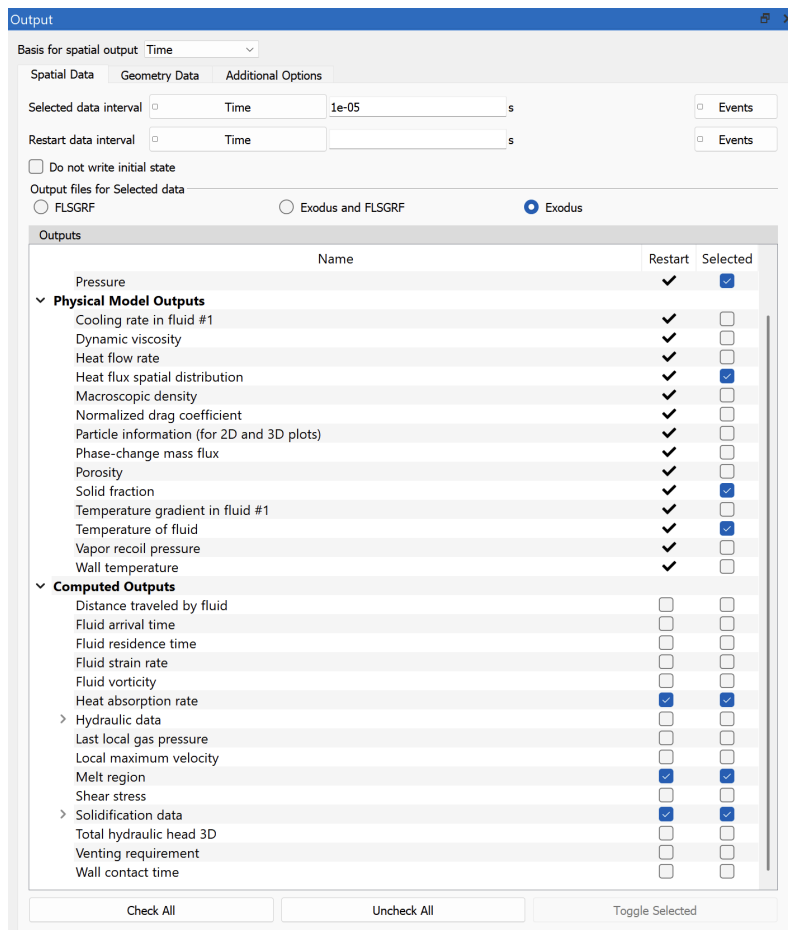 Output
Basis for spatial output Time
Spatial Data Geometry Data Additional Options
Selected data interval Time 1e-05 s Events
Restart data interval Time s Events
Do not write initial state
Output files for Selected data
FLSGRF Exodus and FLSGRF Exodus
Outputs
Name Restart Selected
Pressure
Physical Model Outputs
Cooling rate in fluid #1
Dynamic viscosity
Heat flow rate
Heat flux spatial distribution
Macroscopic density
Normalized drag coefficient
Particle information (for 2D and 3D plots)
Phase-change mass flux
Porosity
Solid fraction
Temperature gradient in fluid #1
Temperature of fluid
Vapor recoil pressure
Wall temperature
Computed Outputs
Distance traveled by fluid
Fluid arrival time
Fluid residence time
Fluid strain rate
Fluid vorticity
Heat absorption rate
Hydraulic data
Last local gas pressure
Local maximum velocity
Melt region
Shear stress
Solidification data
Total hydraulic head 3D
Venting requirement
Wall contact time
Check All Uncheck All Toggle Selected